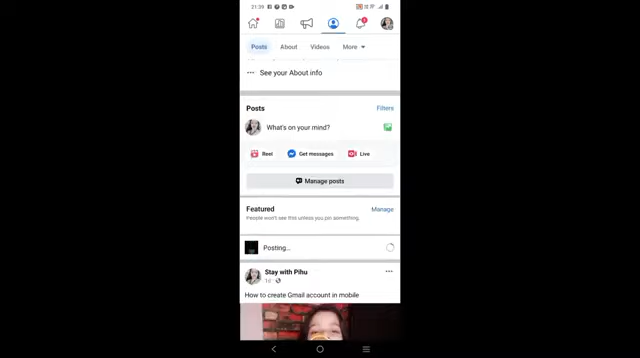 21:39
Posts
About
Videos
More
See your About info
Posts
Filters
What's on your mind?
Reel
Get messages
Live
Manage posts
Featured
Manage
People won't see this unless you pin something.
Posting...
Stay with Pihu
1d
How to create Gmail account in mobile